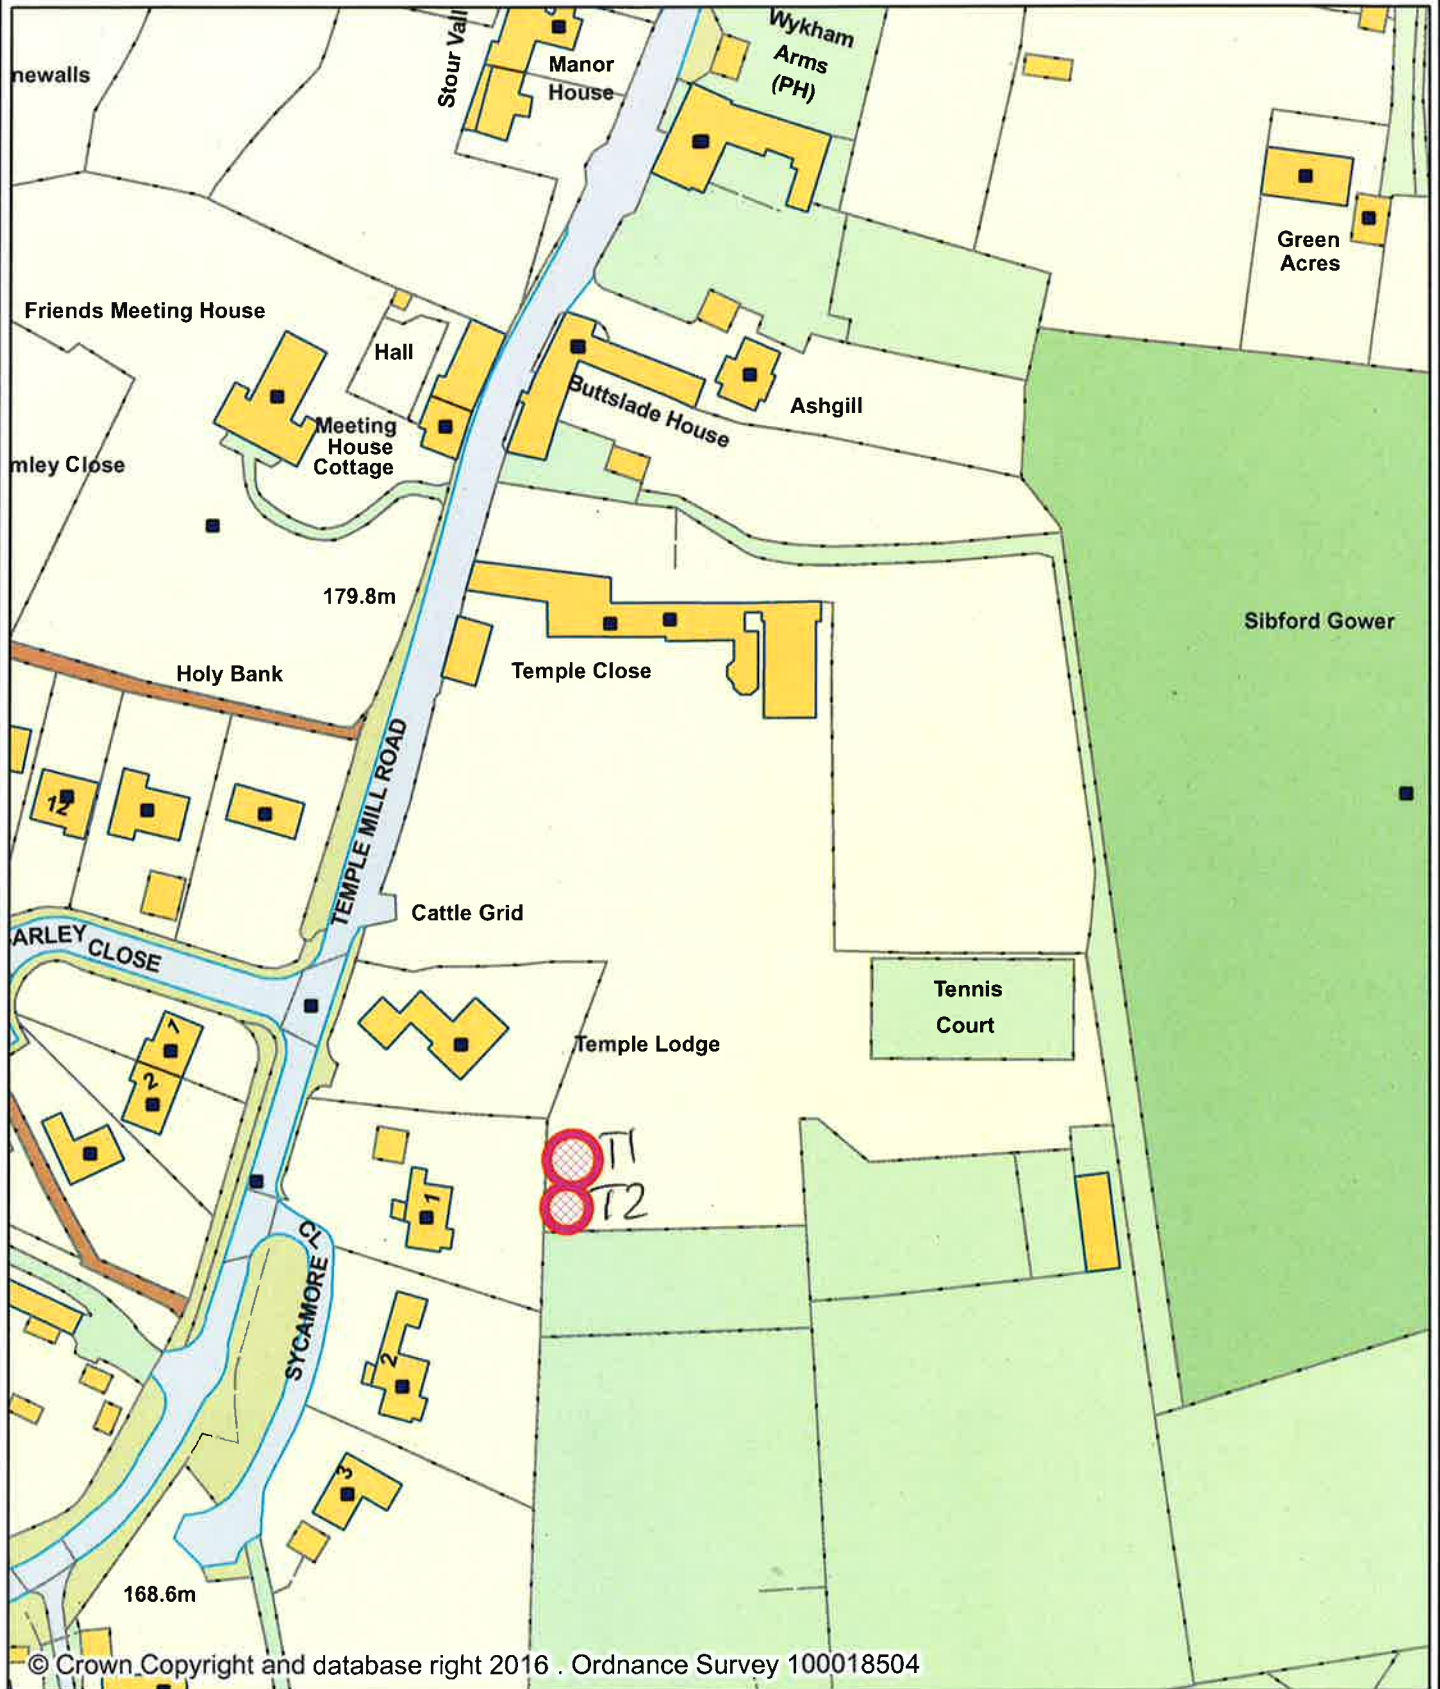 Wykham
Arms
(PH)
Stour Vall
Manor
House
newalls
Green
Acres
Friends Meeting House
Hall
Buttslade House
Ashgill
Meeting
House
Cottage
mley Close
179.8m
Sibford Gower
Holy Bank
Temple Close
TEMPLE MILL ROAD
12
Cattle Grid
ARLEY CLOSE
Tennis
Court
1
2
Temple Lodge
T1
T2
1
SYCAMORE CL
2
3
168.6m
© Crown Copyright and database right 2016 . Ordnance Survey 100018504